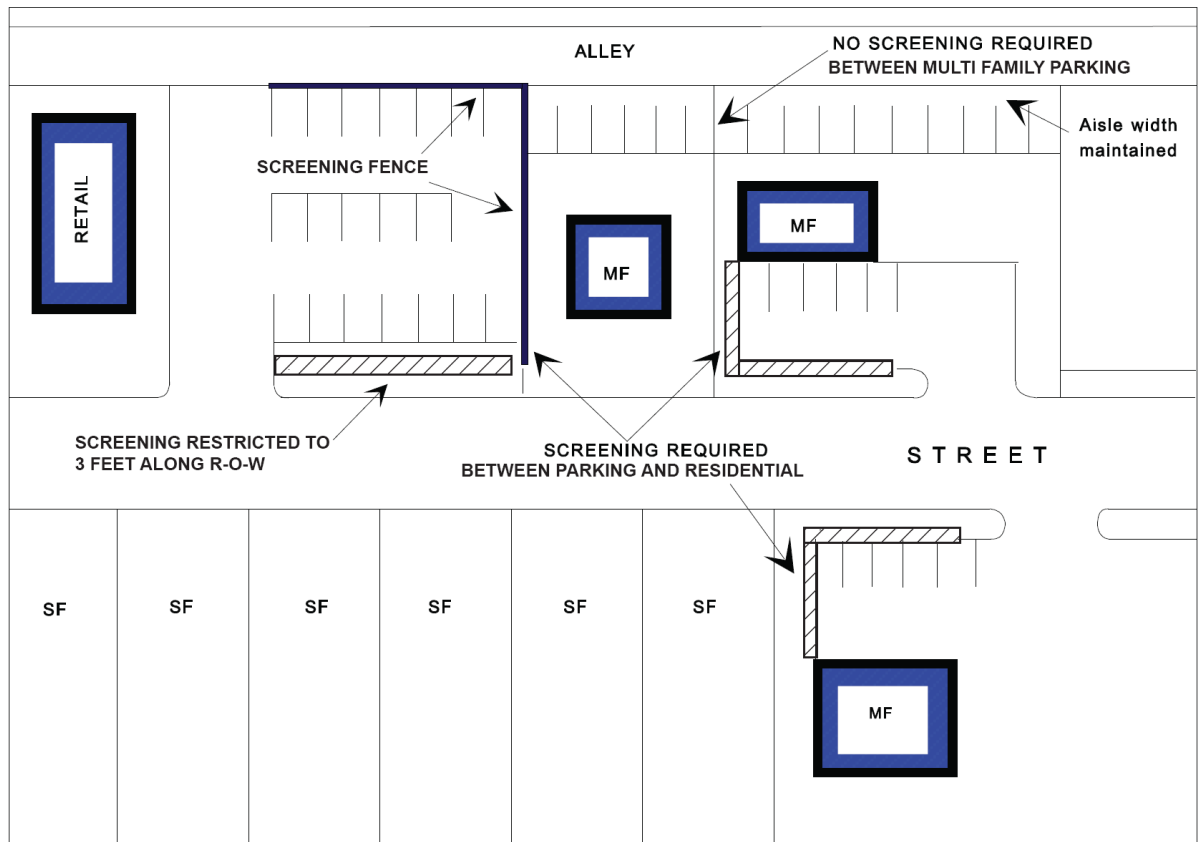 ALLEY
NO SCREENING REQUIRED
BETWEEN MULTI FAMILY PARKING
Aisle width
maintained
SCREENING FENCE
RETAIL
MF
MF
SCREENING RESTRICTED TO
3 FEET ALONG R-O-W
SCREENING REQUIRED
BETWEEN PARKING AND RESIDENTIAL
STREET
SF
SF
SF
SF
SF
SF
MF